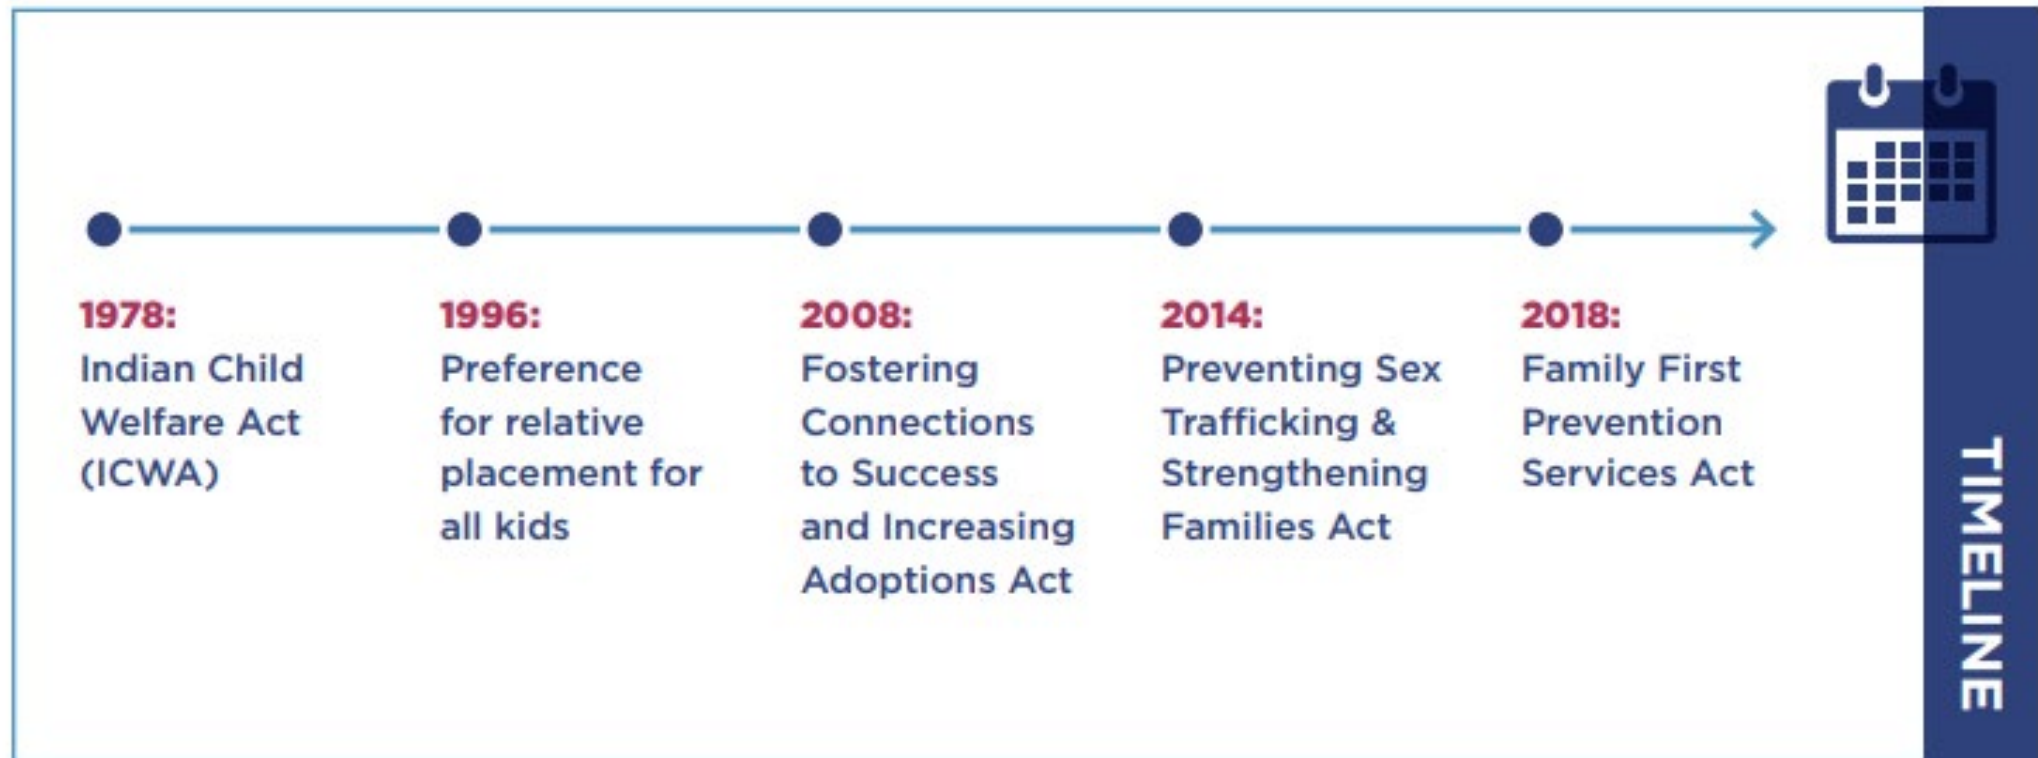 1978:
Indian Child
Welfare Act
(ICWA)
1996:
Preference
for relative
placement for
all kids
2008:
Fostering
Connections
to Success
and Increasing
Adoptions Act
2014:
Preventing Sex
Trafficking &
Strengthening
Families Act
2018:
Family First
Prevention
Services Act
TIMELINE